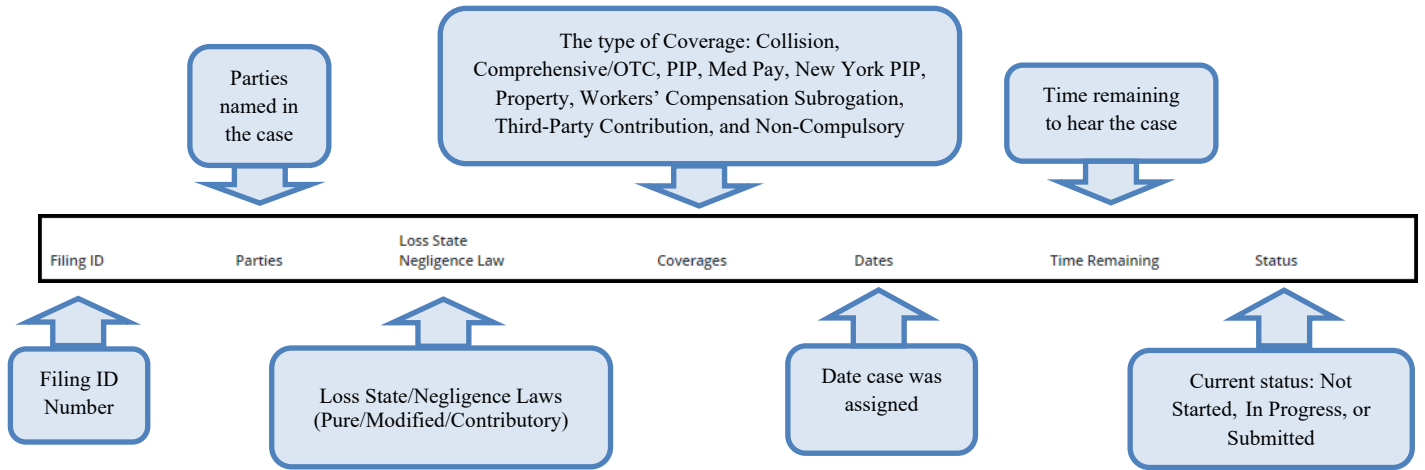 Parties
named in
the case
The type of Coverage: Collision,
Comprehensive/OTC, PIP, Med Pay, New York PIP,
Property, Workers’ Compensation Subrogation,
Third-Party Contribution, and Non-Compulsory
Time remaining
to hear the case
Filing ID
Parties
Loss State
Negligence Law
Coverages
Dates
Time Remaining
Status
Filing ID
Number
Loss State/Negligence Laws
(Pure/Modified/Contributory)
Date case was
assigned
Current status: Not
Started, In Progress, or
Submitted